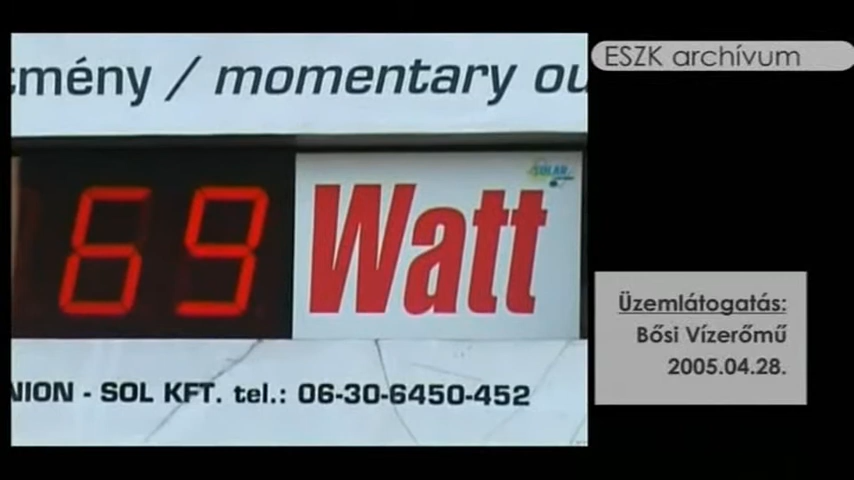 tmény / momentary ou
ESZK archívum
69 Watt
SOLAR
Üzemlátogatás:
Bősi Vízerőmű
2005.04.28.
NION - SOL KFT. tel.: 06-30-6450-452